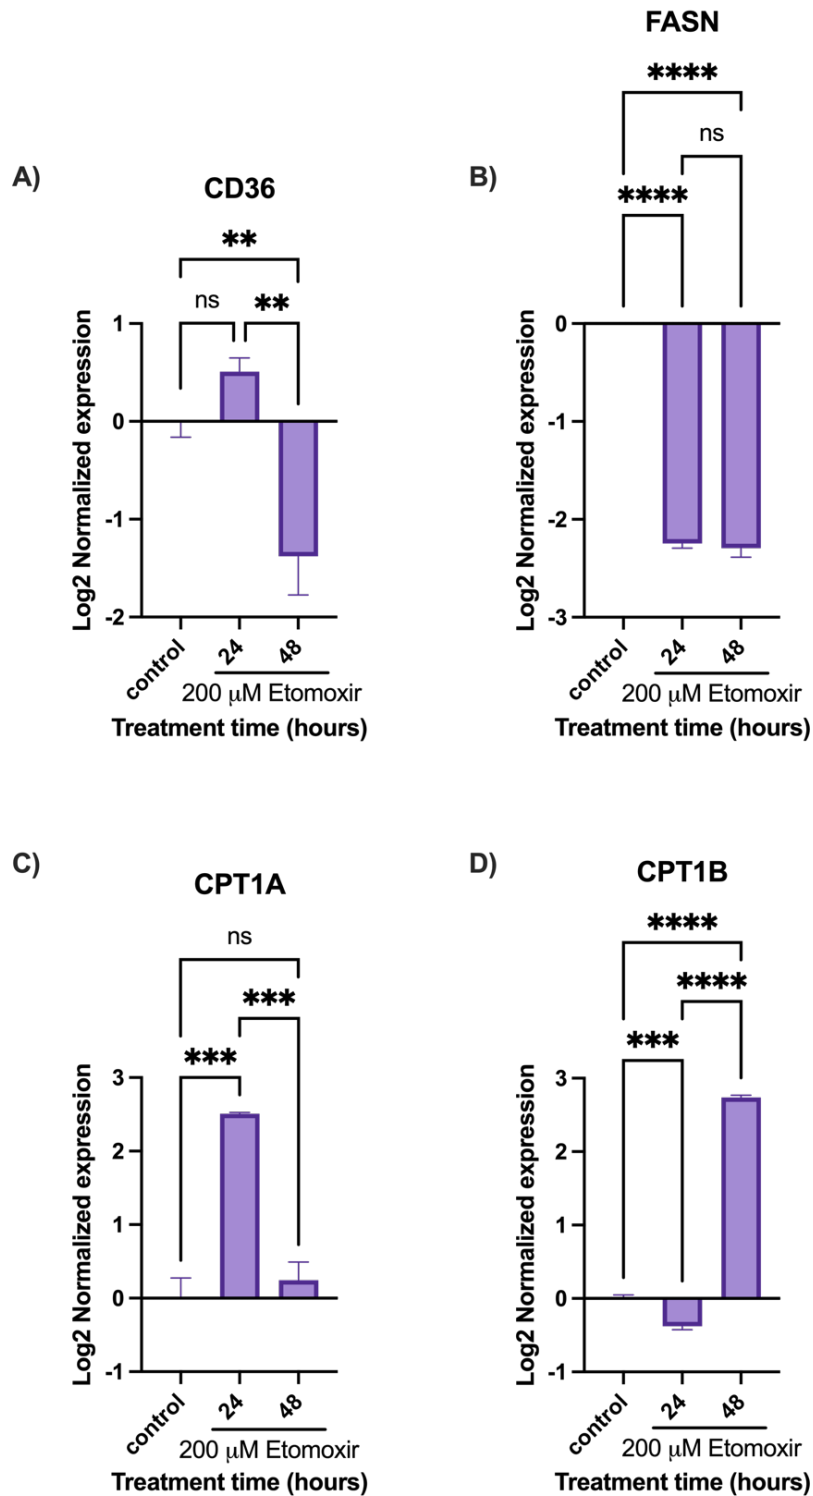 A)
CD36
**
ns
**
Log2 Normalized expression
1
0
-1
-2
control
24
48
200 μM Etomoxir
Treatment time (hours)
B)
FASN
****
ns
****
Log2 Normalized expression
0
-1
-2
-3
control
24
48
200 μM Etomoxir
Treatment time (hours)
C)
CPT1A
ns
***
***
Log2 Normalized expression
3
2
1
0
-1
control
24
48
200 μM Etomoxir
Treatment time (hours)
D)
CPT1B
****
****
***
Log2 Normalized expression
3
2
1
0
-1
control
24
48
200 μM Etomoxir
Treatment time (hours)